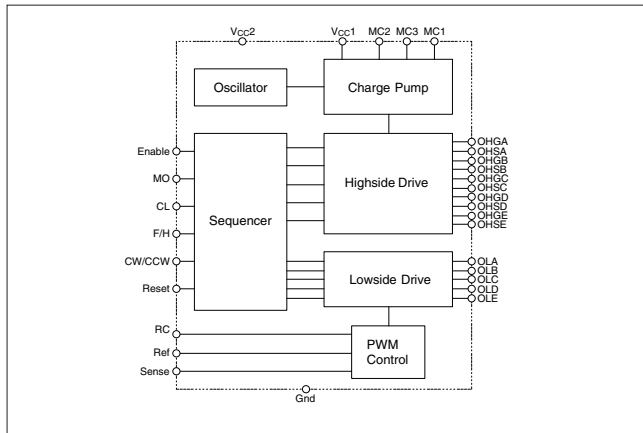 VCC2
VCC1 MC2 MC3 MC1
Oscillator
Charge Pump
Enable
MO
CL
F/H
CW/CCW
Reset
Sequencer
Highside Drive
OHGA
OHSA
OHGB
OHSB
OHGC
OHSC
OHGD
OHSD
OHGE
OHSE
Lowside Drive
OLA
OLB
OLC
OLD
OLE
RC
Ref
Sense
PWM
Control
Gnd